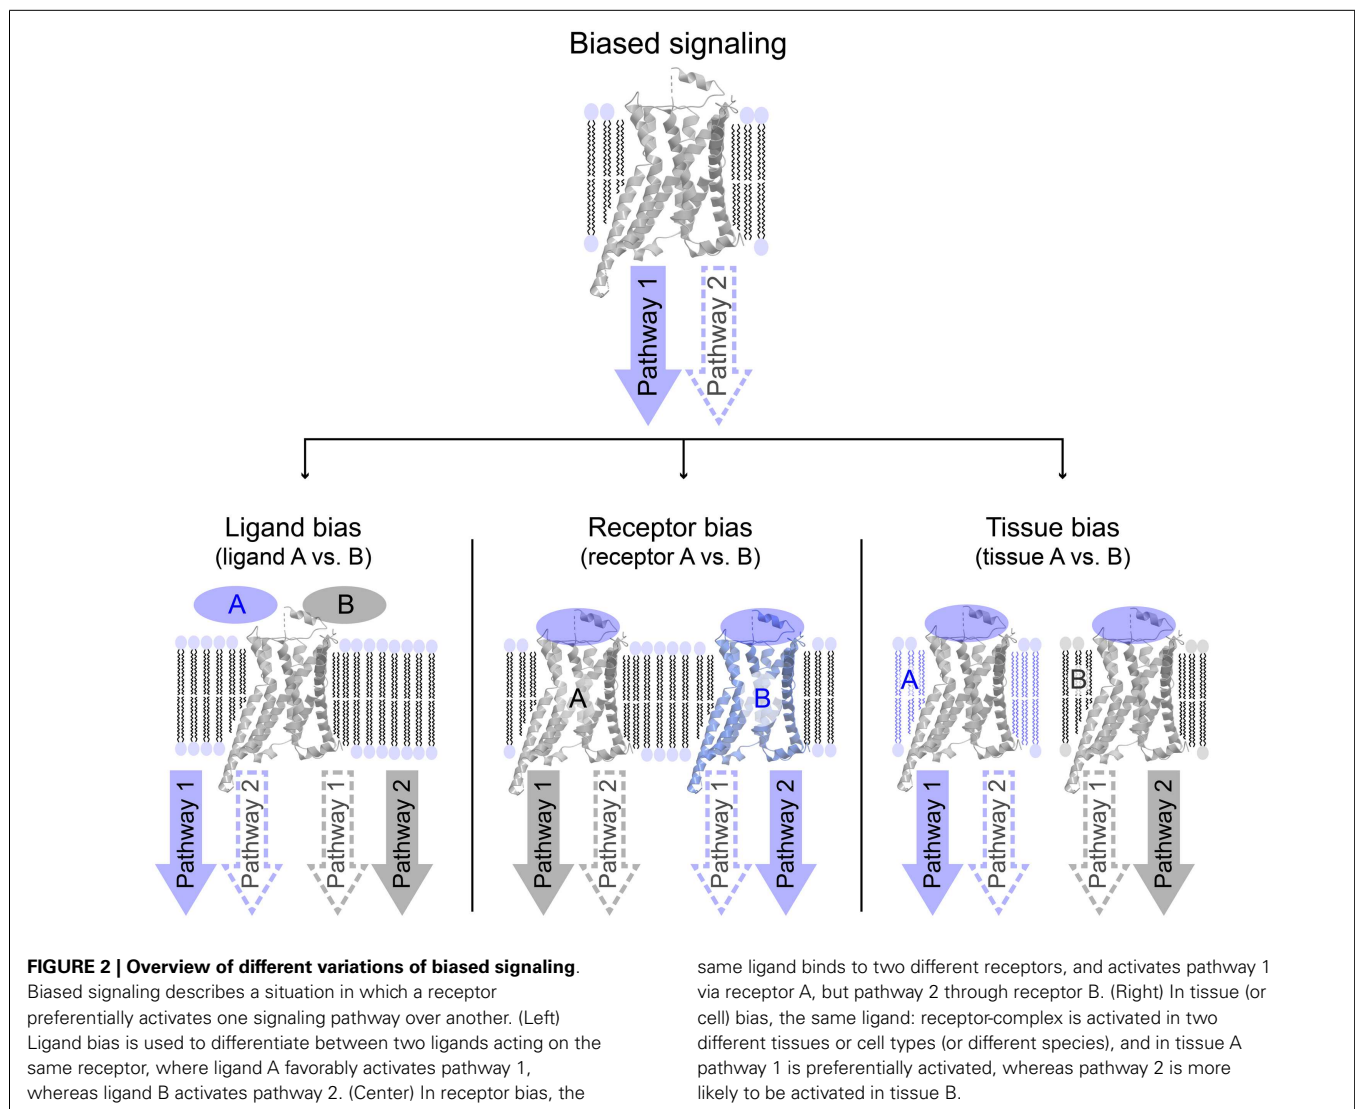 Biased signaling
Pathway 1
Pathway 2
Ligand bias
(ligand A vs. B)
A
B
Pathway 1
Pathway 2
Pathway 1
Pathway 2
Receptor bias
(receptor A vs. B)
A
B
Pathway 1
Pathway 2
Pathway 1
Pathway 2
Tissue bias
(tissue A vs. B)
A
B
Pathway 1
Pathway 2
Pathway 1
Pathway 2
FIGURE 2 | Overview of different variations of biased signaling.
Biased signaling describes a situation in which a receptor
preferentially activates one signaling pathway over another. (Left)
Ligand bias is used to differentiate between two ligands acting on the
same receptor, where ligand A favorably activates pathway 1,
whereas ligand B activates pathway 2. (Center) In receptor bias, the
same ligand binds to two different receptors, and activates pathway 1
via receptor A, but pathway 2 through receptor B. (Right) In tissue (or
cell) bias, the same ligand: receptor-complex is activated in two
different tissues or cell types (or different species), and in tissue A
pathway 1 is preferentially activated, whereas pathway 2 is more
likely to be activated in tissue B.